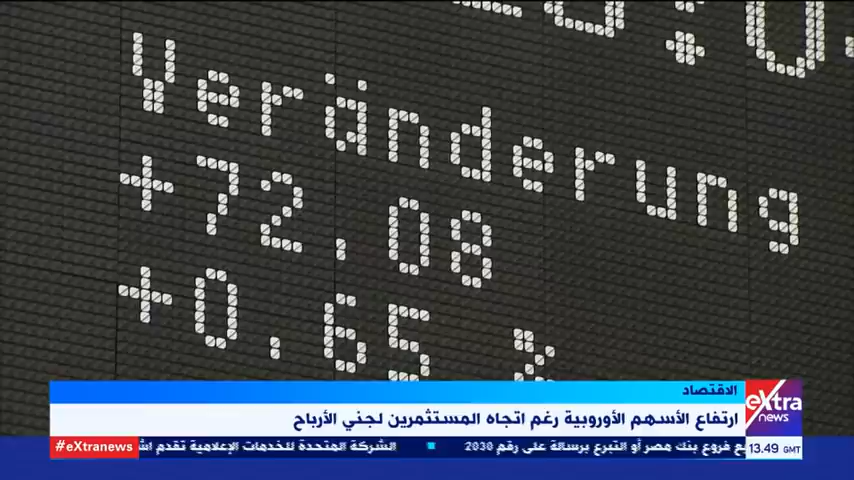 Veränderung
+72.08
+0.65 %
الاقتصاد
ارتفاع الأسهم الأوروبية رغم اتجاه المستثمرين لجني الأرباح
eXtra
news
#eXtranews
فروع بنك مصر أو التبرع برسالة على رقم 2030 ■ الشركة المتحدة للخدمات الإعلامية تقدم
13.49 GMT